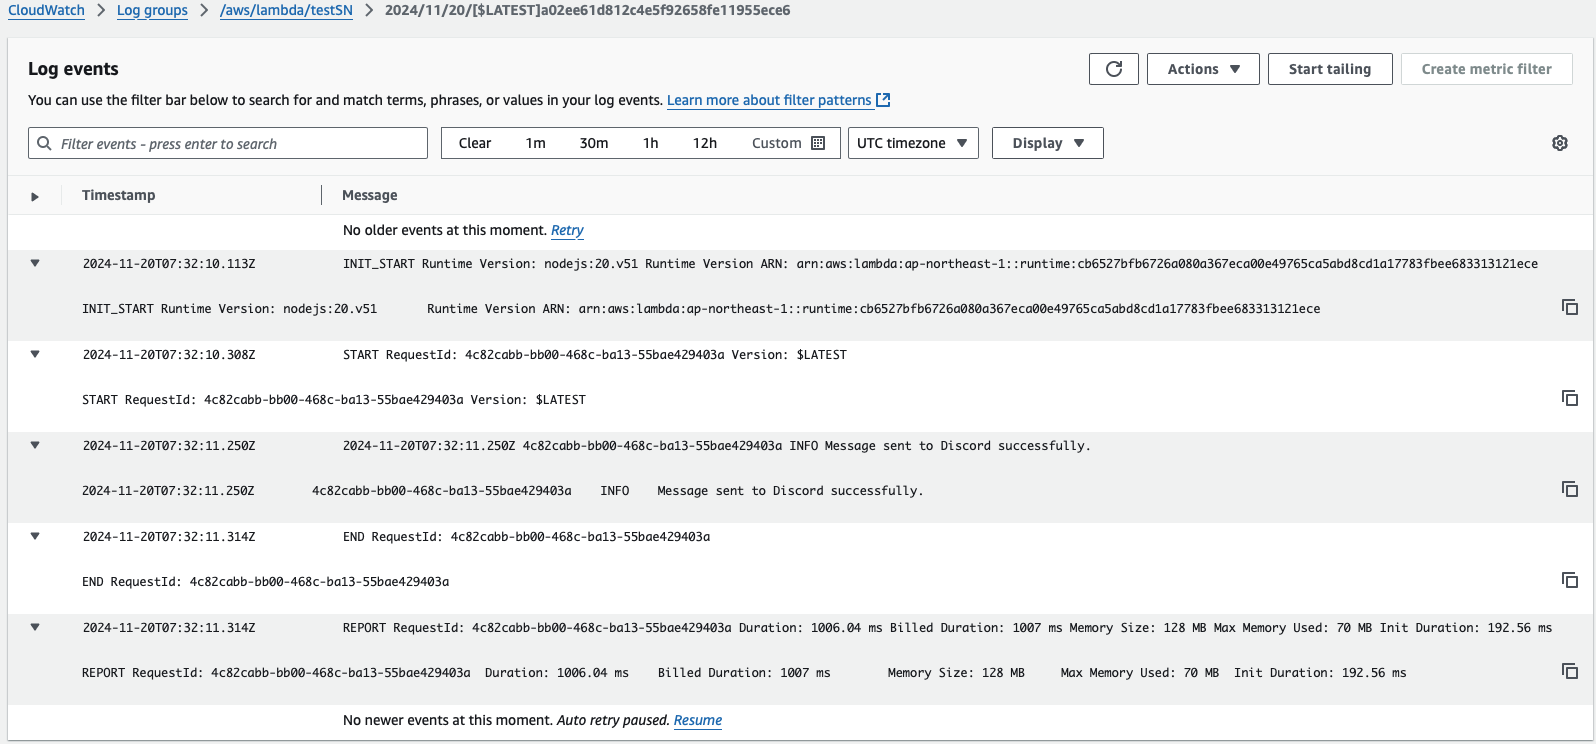 CloudWatch > Log groups > /aws/lambda/testSN > 2024/11/20/[$LATEST]a02ee61d812c4e5f92658fe11955ece6
Log events
Actions Start tailing Create metric filter
You can use the filter bar below to search for and match terms, phrases, or values in your log events. Learn more about filter patterns
Filter events - press enter to search Clear 1m 30m 1h 12h Custom UTC timezone Display
Timestamp Message
No older events at this moment. Retry
2024-11-20T07:32:10.113Z INIT_START Runtime Version: nodejs:20.v51 Runtime Version ARN: arn:aws:lambda:ap-northeast-1::runtime:cb6527bfb6726a080a367eca00e49765ca5abd8cd1a17783fbee683313121ece
INIT_START Runtime Version: nodejs:20.v51 Runtime Version ARN: arn:aws:lambda:ap-northeast-1::runtime:cb6527bfb6726a080a367eca00e49765ca5abd8cd1a17783fbee683313121ece
2024-11-20T07:32:10.308Z START RequestId: 4c82cabb-bb00-468c-ba13-55bae429403a Version: $LATEST
START RequestId: 4c82cabb-bb00-468c-ba13-55bae429403a Version: $LATEST
2024-11-20T07:32:11.250Z 2024-11-20T07:32:11.250Z 4c82cabb-bb00-468c-ba13-55bae429403a INFO Message sent to Discord successfully.
2024-11-20T07:32:11.250Z 4c82cabb-bb00-468c-ba13-55bae429403a INFO Message sent to Discord successfully.
2024-11-20T07:32:11.314Z END RequestId: 4c82cabb-bb00-468c-ba13-55bae429403a
END RequestId: 4c82cabb-bb00-468c-ba13-55bae429403a
2024-11-20T07:32:11.314Z REPORT RequestId: 4c82cabb-bb00-468c-ba13-55bae429403a Duration: 1006.04 ms Billed Duration: 1007 ms Memory Size: 128 MB Max Memory Used: 70 MB Init Duration: 192.56 ms
REPORT RequestId: 4c82cabb-bb00-468c-ba13-55bae429403a Duration: 1006.04 ms Billed Duration: 1007 ms Memory Size: 128 MB Max Memory Used: 70 MB Init Duration: 192.56 ms
No newer events at this moment. Auto retry paused. Resume